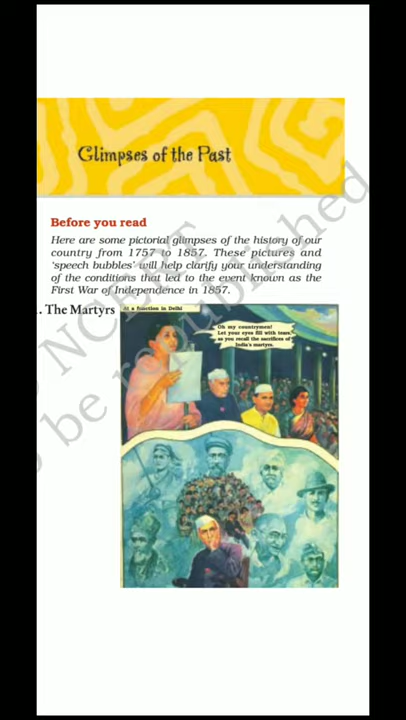 Glimpses of the Past
Before you read
Here are some pictorial glimpses of the history of our
country from 1757 to 1857. These pictures and
'speech bubbles' will help clarify your understanding
of the conditions that led to the event known as the
First War of Independence in 1857.
. The Martyrs
At a function in Delhi
Oh my countrymen!
Let your eyes fill with tears,
as you recall the sacrifices of
India's martyrs.
NCERT
be republished